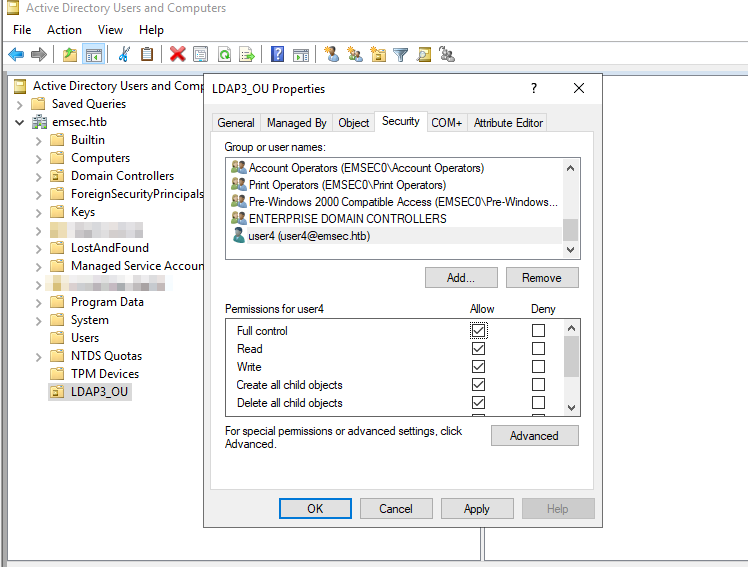 Active Directory Users and Computers
File Action View Help
Active Directory Users and Comp
Saved Queries
emsec.htb
Builtin
Computers
Domain Controllers
ForeignSecurityPrincipals
Keys
LostAndFound
Managed Service Accoun
Program Data
System
Users
NTDS Quotas
TPM Devices
LDAP3_OU
LDAP3_OU Properties
?
General Managed By Object Security COM+ Attribute Editor
Group or user names:
Account Operators (EMSEC0\Account Operators)
Print Operators (EMSEC0\Print Operators)
Pre-Windows 2000 Compatible Access (EMSEC0\Pre-Windows...
ENTERPRISE DOMAIN CONTROLLERS
user4 (user4@emsec.htb)
Add... Remove
Permissions for user4 Allow Deny
Full control
Read
Write
Create all child objects
Delete all child objects
For special permissions or advanced settings, click
Advanced.
Advanced
OK Cancel Apply Help